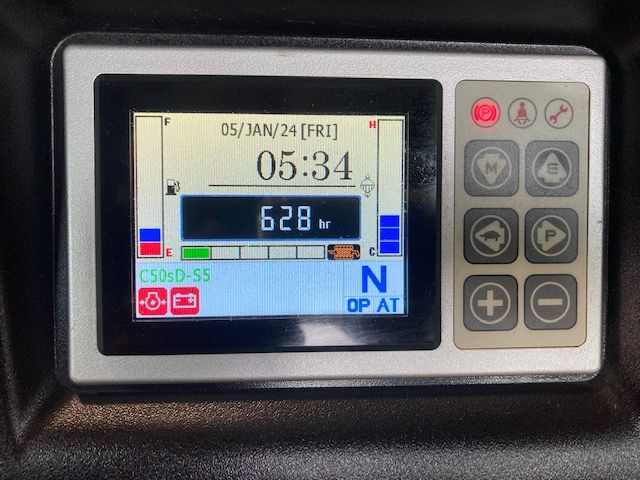 F
05/JAN/24 [FRI]
H
05:34
628 hr
E
C
C50sD-S5
N
OP AT
P
M
E
P